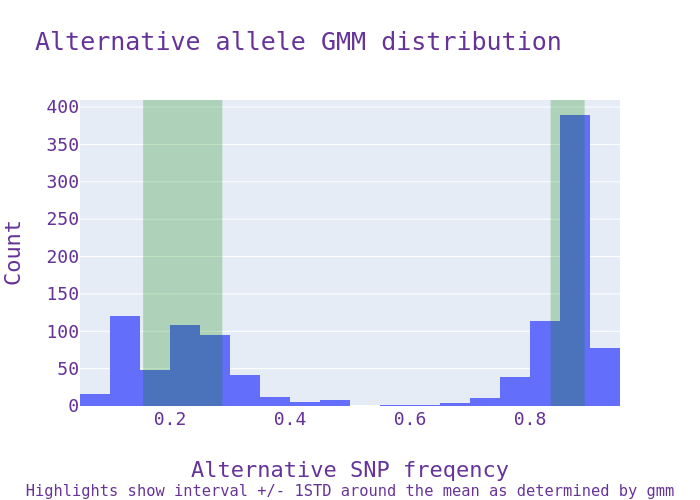 Alternative allele GMM distribution
400
350
300
250
200
150
100
50
0
Count
0.2 0.4 0.6 0.8
Alternative SNP freqency
Highlights show interval +/- 1STD around the mean as determined by gmm